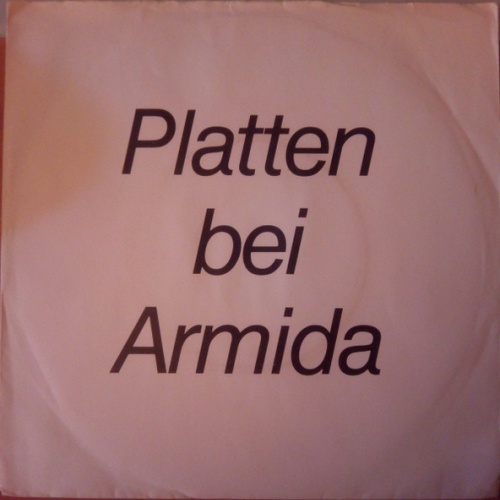 Platten
bei
Armida